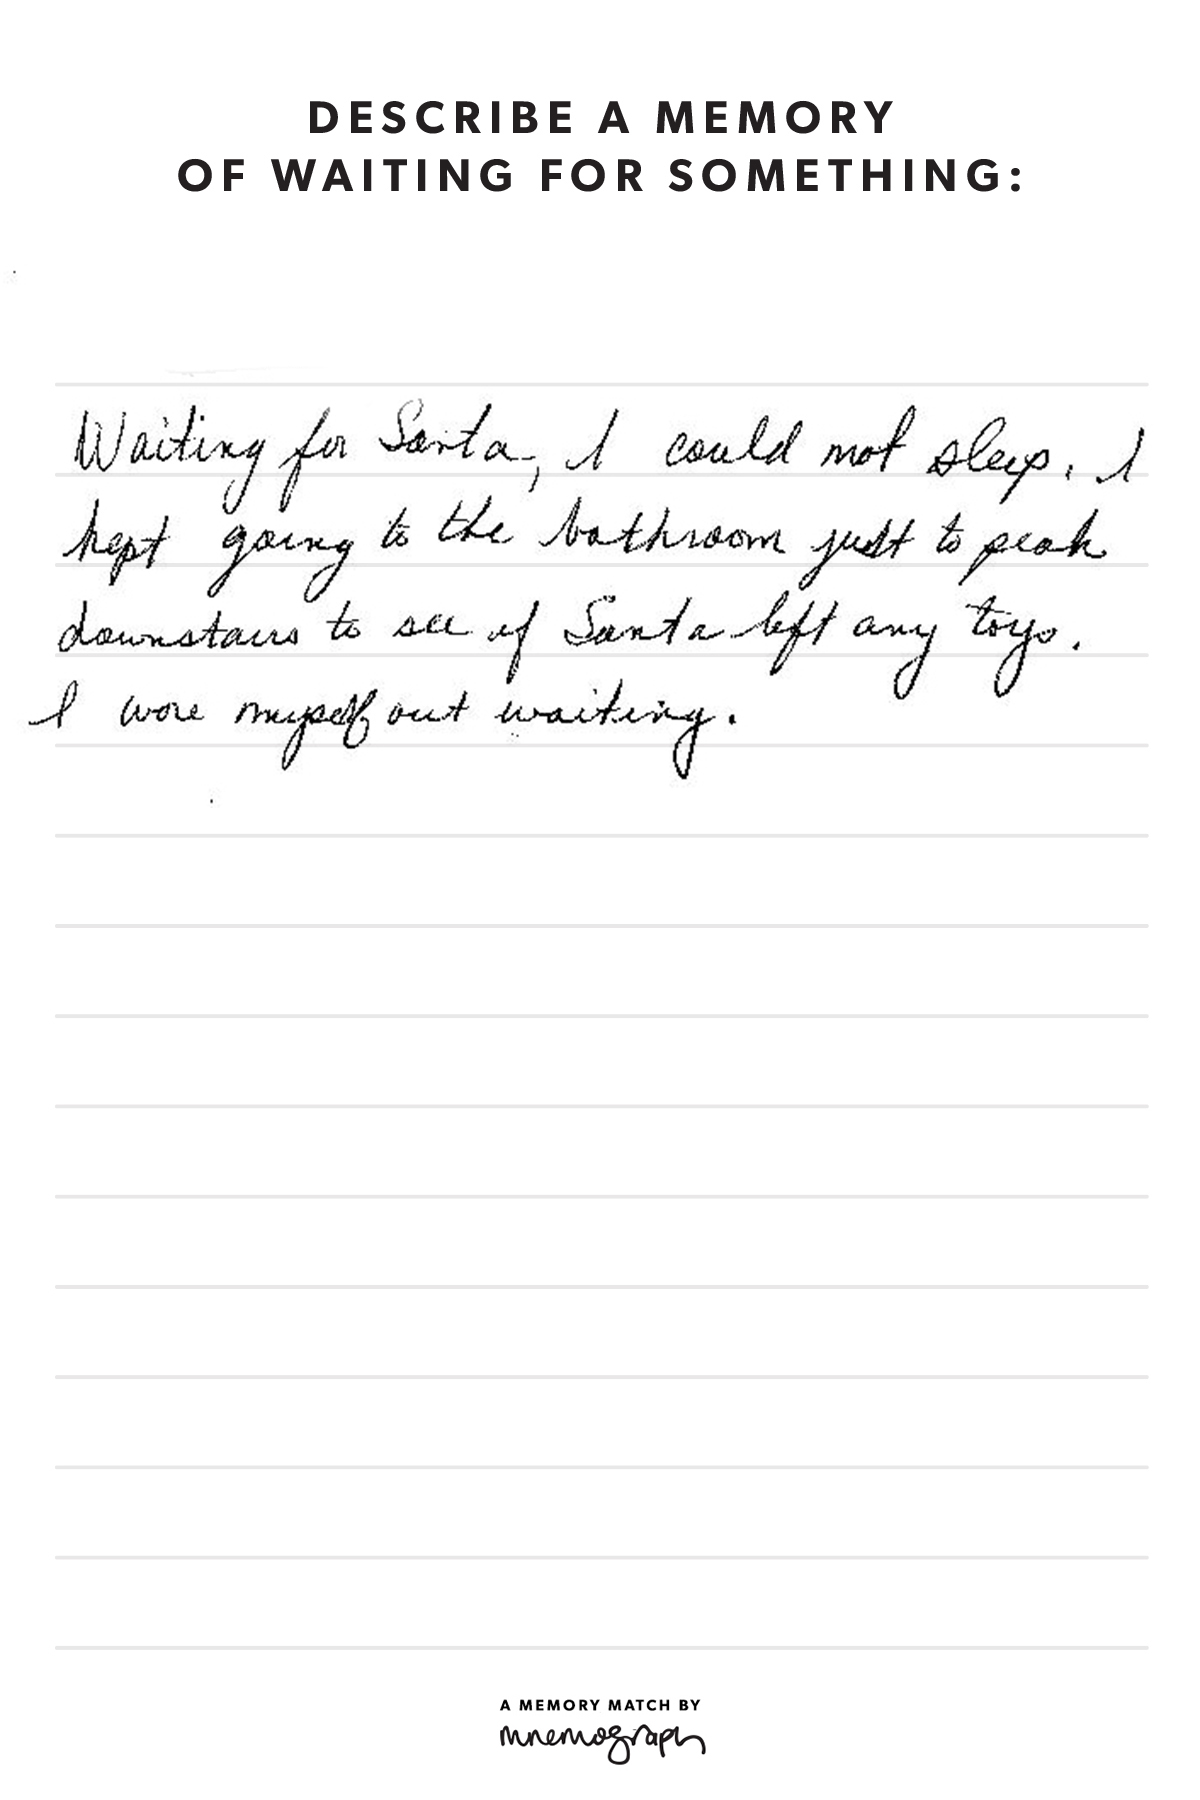 DESCRIBE A MEMORY
OF WAITING FOR SOMETHING:
Waiting for Santa, I could not sleep. I
kept going to the bathroom just to peak
downstairs to see if Santa left any toys.
I wore myself out waiting.
A MEMORY MATCH BY
mnemograph